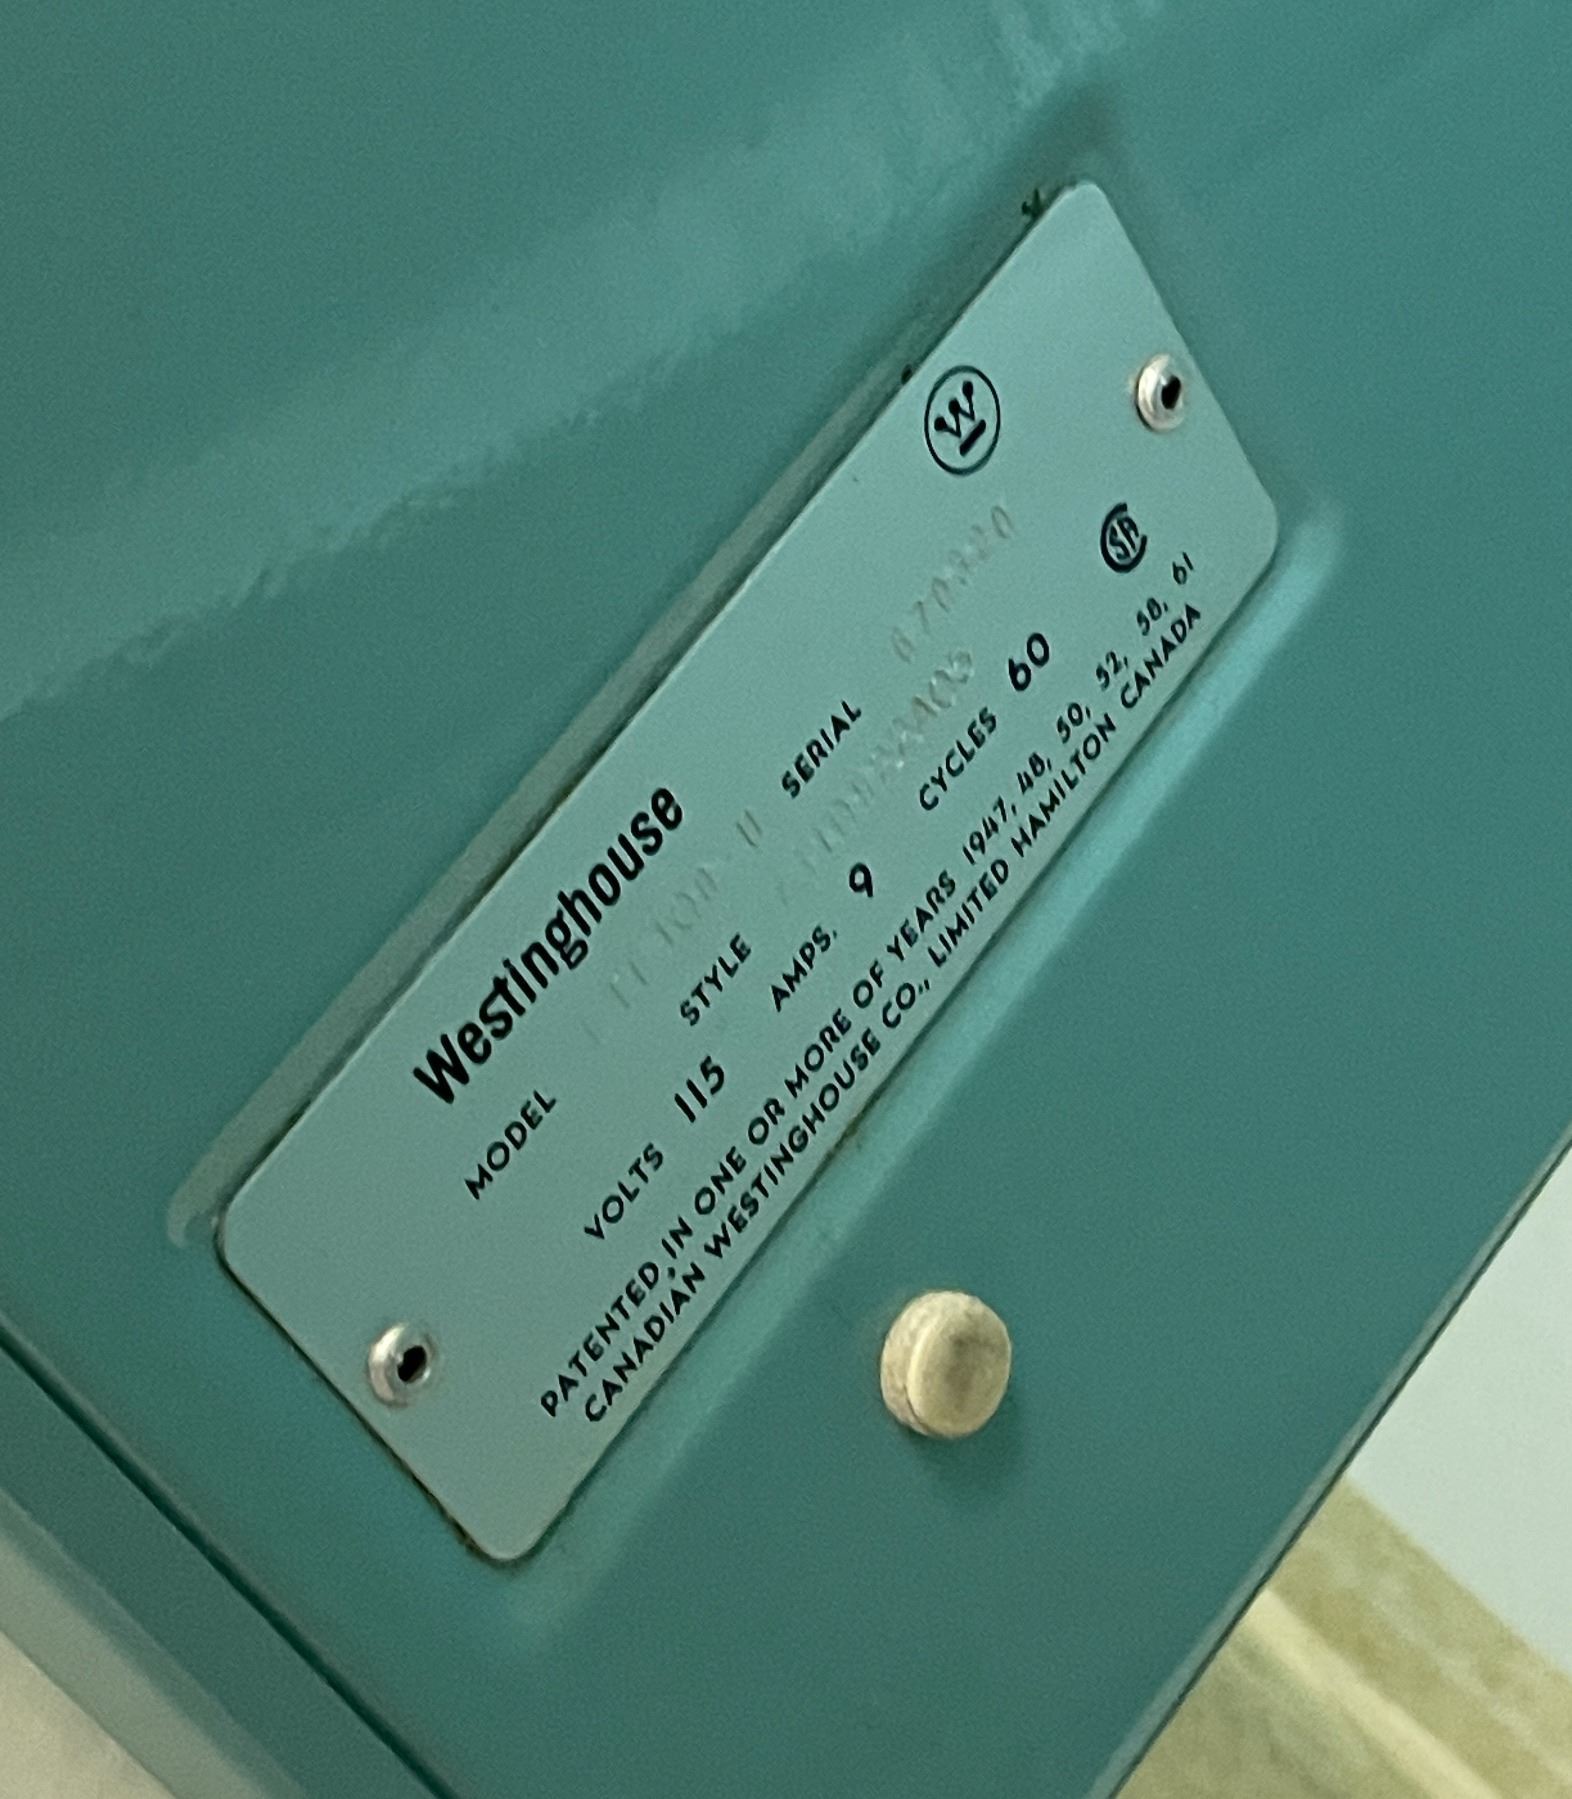 Westinghouse W
MODEL SERIAL
STYLE
VOLTS 115 AMPS. 9 CYCLES 60 CSA
PATENTED IN ONE OR MORE OF YEARS 1947, 48, 50, 52, 58, 61
CANADIAN WESTINGHOUSE CO., LIMITED HAMILTON CANADA